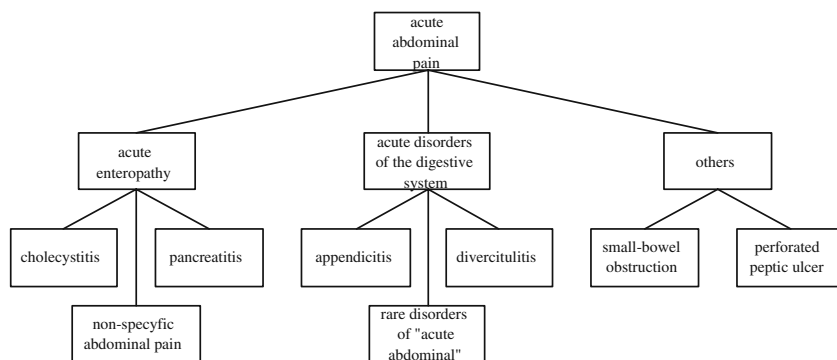 acute
abdominal
pain
acute
enteropathy
acute disorders
of the digestive
system
others
cholecystitis
pancreatitis
appendicitis
divercitulitis
small-bowel
obstruction
perforated
peptic ulcer
non-specyfic
abdominal pain
rare disorders
of "acute
abdominal"